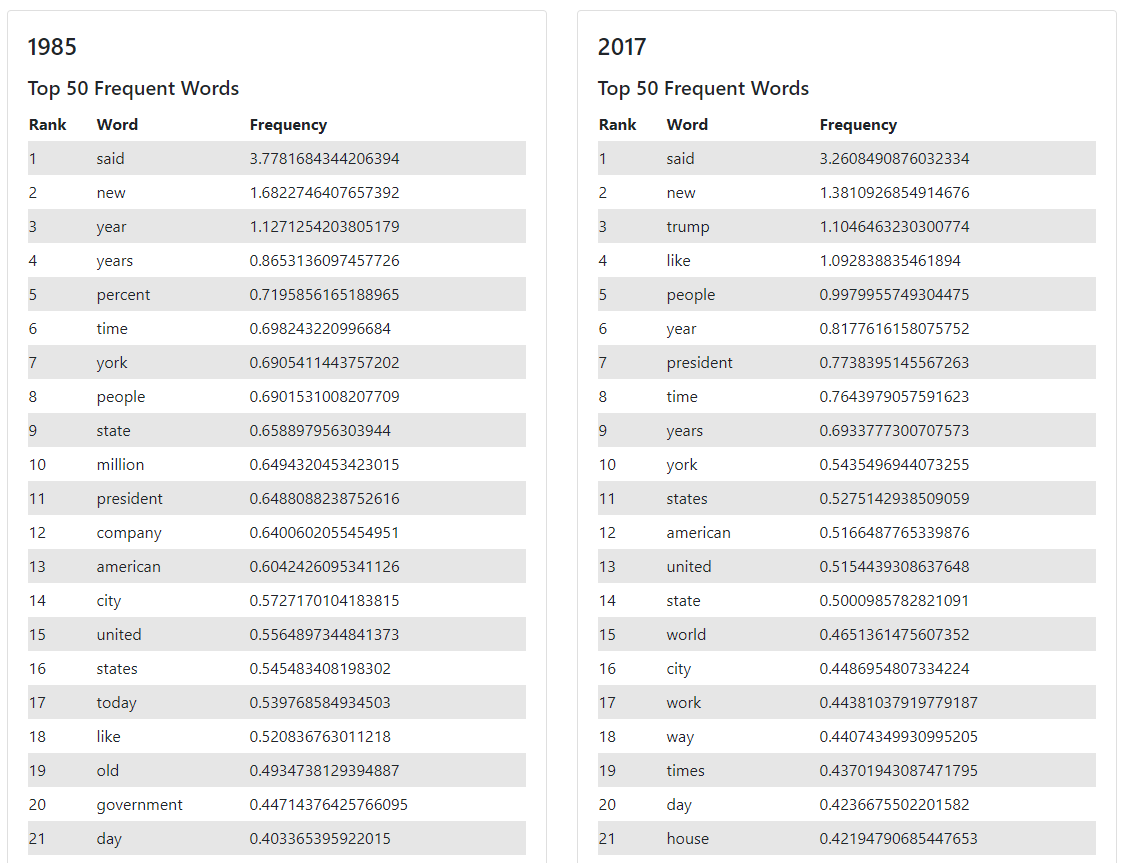 1985
Top 50 Frequent Words
Rank Word Frequency
1 said 3.7781684344206394
2 new 1.6822746407657392
3 year 1.1271254203805179
4 years 0.8653136097457726
5 percent 0.7195856165188965
6 time 0.698243220996684
7 york 0.6905411443757202
8 people 0.6901531008207709
9 state 0.658897956303944
10 million 0.6494320453423015
11 president 0.6488088238752616
12 company 0.6400602055454951
13 american 0.6042426095341126
14 city 0.5727170104183815
15 united 0.5564897344841373
16 states 0.545483408198302
17 today 0.539768584934503
18 like 0.520836763011218
19 old 0.4934738129394887
20 government 0.44714376425766095
21 day 0.403365395922015
2017
Top 50 Frequent Words
Rank Word Frequency
1 said 3.2608490876032334
2 new 1.3810926854914676
3 trump 1.1046463230300774
4 like 1.092838835461894
5 people 0.9979955749304475
6 year 0.8177616158075752
7 president 0.7738395145567263
8 time 0.7643979057591623
9 years 0.6933777300707573
10 york 0.5435496944073255
11 states 0.5275142938509059
12 american 0.5166487765339876
13 united 0.5154439308637648
14 state 0.5000985782821091
15 world 0.4651361475607352
16 city 0.4486954807334224
17 work 0.44381037919779187
18 way 0.44074349930995205
19 times 0.43701943087471795
20 day 0.4236675502201582
21 house 0.42194790685447653